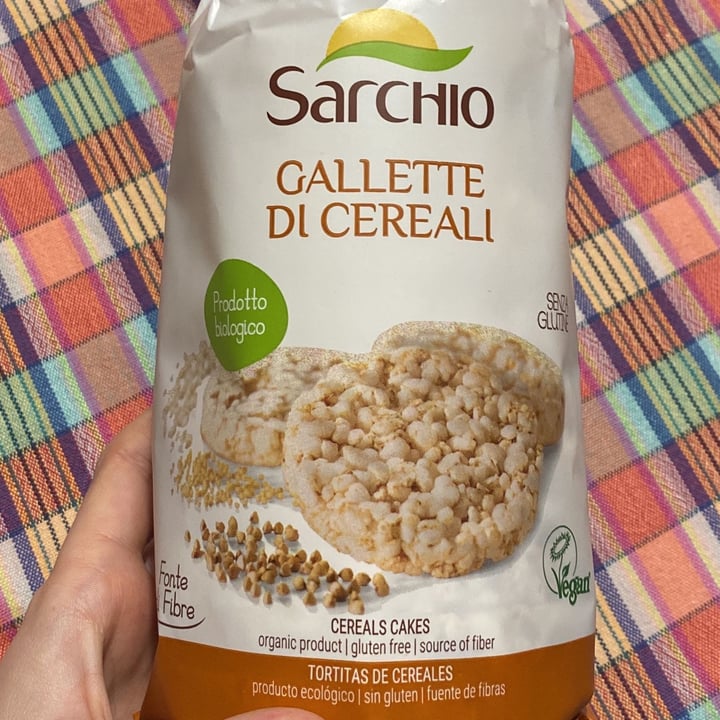 Sarchio
GALLETTE
DI CEREALI
Prodotto
biologico
SENZA
GLUTINE
Fonte
di Fibre
Vegan
CEREALS CAKES
organic product | gluten free | source of fiber
TORTITAS DE CEREALES
producto ecológico | sin gluten | fuente de fibras